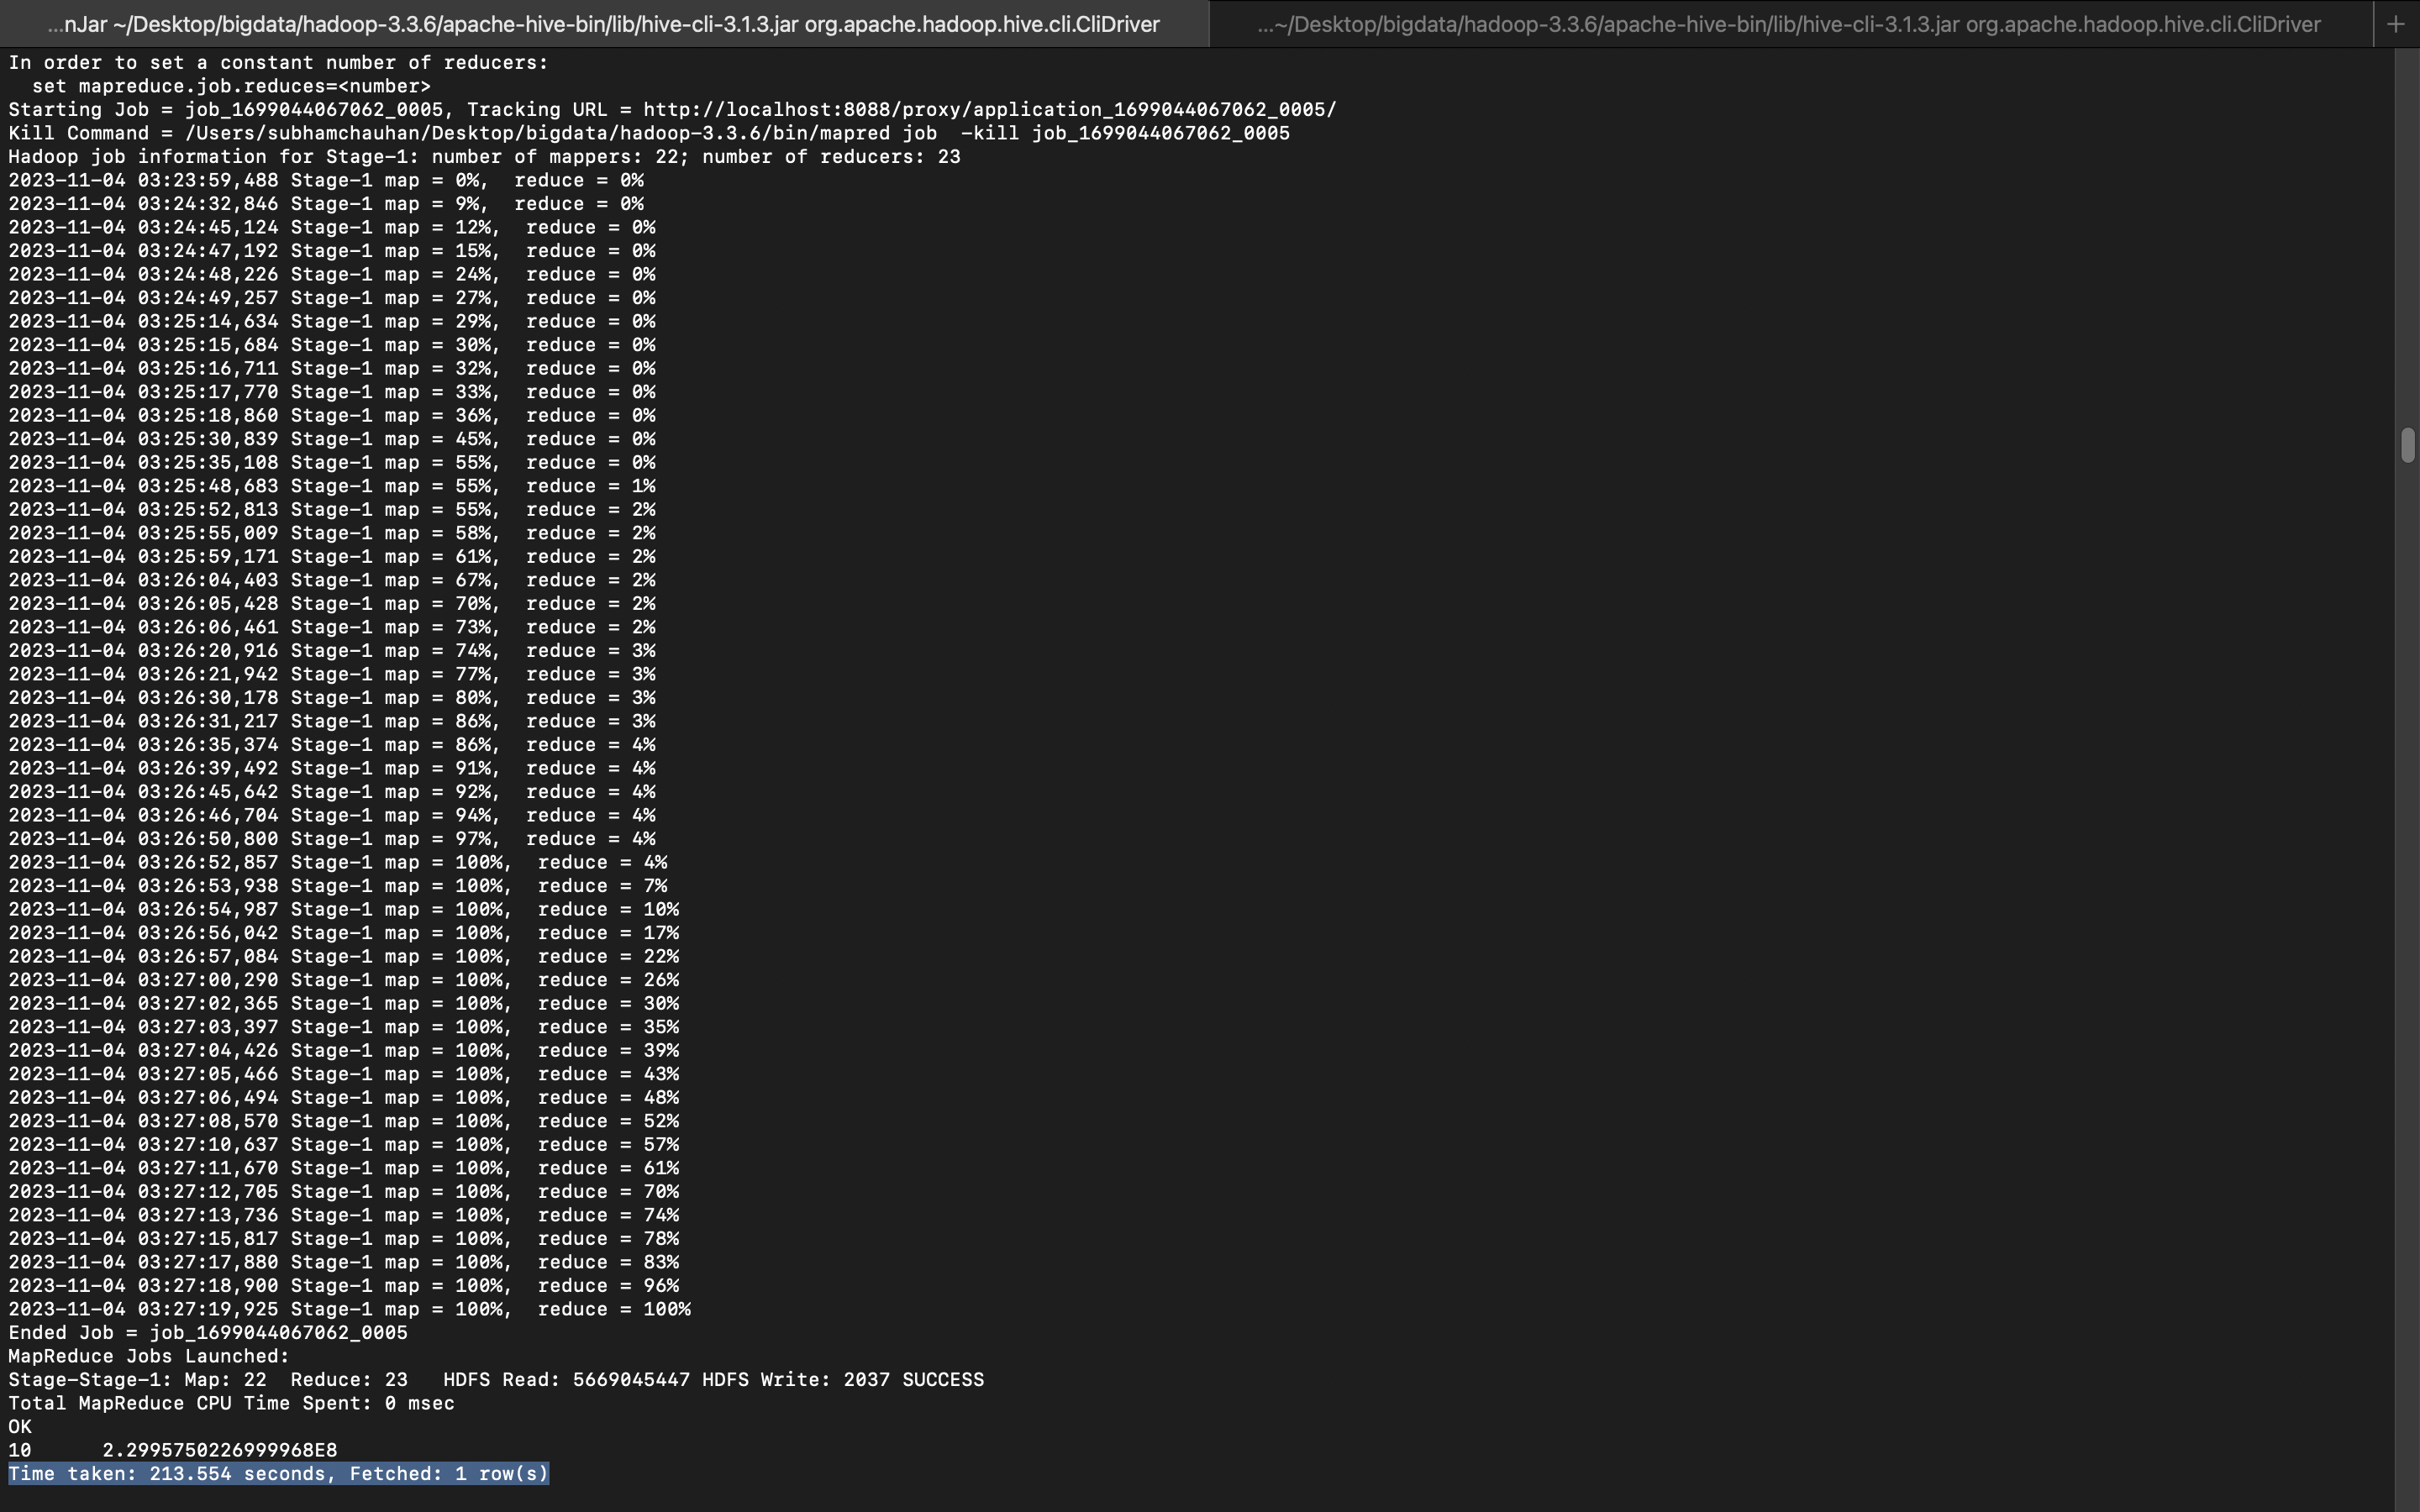 ...nJar ~/Desktop/bigdata/hadoop-3.3.6/apache-hive-bin/lib/hive-cli-3.1.3.jar org.apache.hadoop.hive.cli.CliDriver
...~/Desktop/bigdata/hadoop-3.3.6/apache-hive-bin/lib/hive-cli-3.1.3.jar org.apache.hadoop.hive.cli.CliDriver
+
In order to set a constant number of reducers:
  set mapreduce.job.reduces=<number>
Starting Job = job_1699044067062_0005, Tracking URL = http://localhost:8088/proxy/application_1699044067062_0005/
Kill Command = /Users/subhamchauhan/Desktop/bigdata/hadoop-3.3.6/bin/mapred job  -kill job_1699044067062_0005
Hadoop job information for Stage-1: number of mappers: 22; number of reducers: 23
2023-11-04 03:23:59,488 Stage-1 map = 0%,  reduce = 0%
2023-11-04 03:24:32,846 Stage-1 map = 9%,  reduce = 0%
2023-11-04 03:24:45,124 Stage-1 map = 12%,  reduce = 0%
2023-11-04 03:24:47,192 Stage-1 map = 15%,  reduce = 0%
2023-11-04 03:24:48,226 Stage-1 map = 24%,  reduce = 0%
2023-11-04 03:24:49,257 Stage-1 map = 27%,  reduce = 0%
2023-11-04 03:25:14,634 Stage-1 map = 29%,  reduce = 0%
2023-11-04 03:25:15,684 Stage-1 map = 30%,  reduce = 0%
2023-11-04 03:25:16,711 Stage-1 map = 32%,  reduce = 0%
2023-11-04 03:25:17,770 Stage-1 map = 33%,  reduce = 0%
2023-11-04 03:25:18,860 Stage-1 map = 36%,  reduce = 0%
2023-11-04 03:25:30,839 Stage-1 map = 45%,  reduce = 0%
2023-11-04 03:25:35,108 Stage-1 map = 55%,  reduce = 0%
2023-11-04 03:25:48,683 Stage-1 map = 55%,  reduce = 1%
2023-11-04 03:25:52,813 Stage-1 map = 55%,  reduce = 2%
2023-11-04 03:25:55,009 Stage-1 map = 58%,  reduce = 2%
2023-11-04 03:25:59,171 Stage-1 map = 61%,  reduce = 2%
2023-11-04 03:26:04,403 Stage-1 map = 67%,  reduce = 2%
2023-11-04 03:26:05,428 Stage-1 map = 70%,  reduce = 2%
2023-11-04 03:26:06,461 Stage-1 map = 73%,  reduce = 2%
2023-11-04 03:26:20,916 Stage-1 map = 74%,  reduce = 3%
2023-11-04 03:26:21,942 Stage-1 map = 77%,  reduce = 3%
2023-11-04 03:26:30,178 Stage-1 map = 80%,  reduce = 3%
2023-11-04 03:26:31,217 Stage-1 map = 86%,  reduce = 3%
2023-11-04 03:26:35,374 Stage-1 map = 86%,  reduce = 4%
2023-11-04 03:26:39,492 Stage-1 map = 91%,  reduce = 4%
2023-11-04 03:26:45,642 Stage-1 map = 92%,  reduce = 4%
2023-11-04 03:26:46,704 Stage-1 map = 94%,  reduce = 4%
2023-11-04 03:26:50,800 Stage-1 map = 97%,  reduce = 4%
2023-11-04 03:26:52,857 Stage-1 map = 100%,  reduce = 4%
2023-11-04 03:26:53,938 Stage-1 map = 100%,  reduce = 7%
2023-11-04 03:26:54,987 Stage-1 map = 100%,  reduce = 10%
2023-11-04 03:26:56,042 Stage-1 map = 100%,  reduce = 17%
2023-11-04 03:26:57,084 Stage-1 map = 100%,  reduce = 22%
2023-11-04 03:27:00,290 Stage-1 map = 100%,  reduce = 26%
2023-11-04 03:27:02,365 Stage-1 map = 100%,  reduce = 30%
2023-11-04 03:27:03,397 Stage-1 map = 100%,  reduce = 35%
2023-11-04 03:27:04,426 Stage-1 map = 100%,  reduce = 39%
2023-11-04 03:27:05,466 Stage-1 map = 100%,  reduce = 43%
2023-11-04 03:27:06,494 Stage-1 map = 100%,  reduce = 48%
2023-11-04 03:27:08,570 Stage-1 map = 100%,  reduce = 52%
2023-11-04 03:27:10,637 Stage-1 map = 100%,  reduce = 57%
2023-11-04 03:27:11,670 Stage-1 map = 100%,  reduce = 61%
2023-11-04 03:27:12,705 Stage-1 map = 100%,  reduce = 70%
2023-11-04 03:27:13,736 Stage-1 map = 100%,  reduce = 74%
2023-11-04 03:27:15,817 Stage-1 map = 100%,  reduce = 78%
2023-11-04 03:27:17,880 Stage-1 map = 100%,  reduce = 83%
2023-11-04 03:27:18,900 Stage-1 map = 100%,  reduce = 96%
2023-11-04 03:27:19,925 Stage-1 map = 100%,  reduce = 100%
Ended Job = job_1699044067062_0005
MapReduce Jobs Launched:
Stage-Stage-1: Map: 22  Reduce: 23   HDFS Read: 5669045447 HDFS Write: 2037 SUCCESS
Total MapReduce CPU Time Spent: 0 msec
OK
10      2.2995750226999968E8
Time taken: 213.554 seconds, Fetched: 1 row(s)